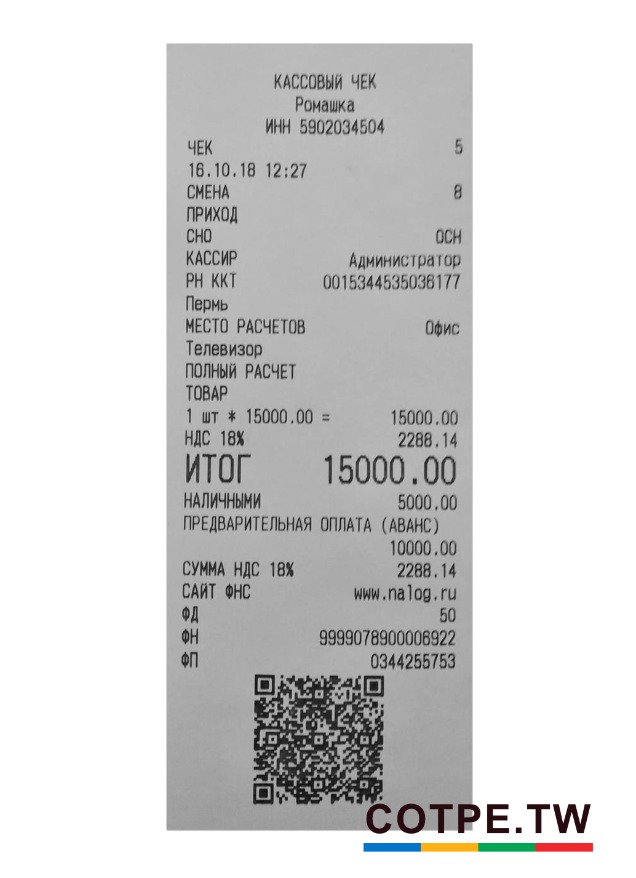 КАССОВЫЙ ЧЕК
Ромашка
ИНН 5902034504
ЧЕК 5
16.10.18 12:27
СМЕНА 8
ПРИХОД
СНО ОСН
КАССИР Администратор
РН ККТ 0015344535036177
Пермь
МЕСТО РАСЧЕТОВ Офис
Телевизор
ПОЛНЫЙ РАСЧЕТ
ТОВАР
1 шт * 15000.00 = 15000.00
НДС 18% 2288.14
ИТОГ 15000.00
НАЛИЧНЫМИ 5000.00
ПРЕДВАРИТЕЛЬНАЯ ОПЛАТА (АВАНС)
10000.00
СУММА НДС 18% 2288.14
САЙТ ФНС www.nalog.ru
ФД 50
ФН 9999078900006922
ФП 0344255753
COTPE.TW